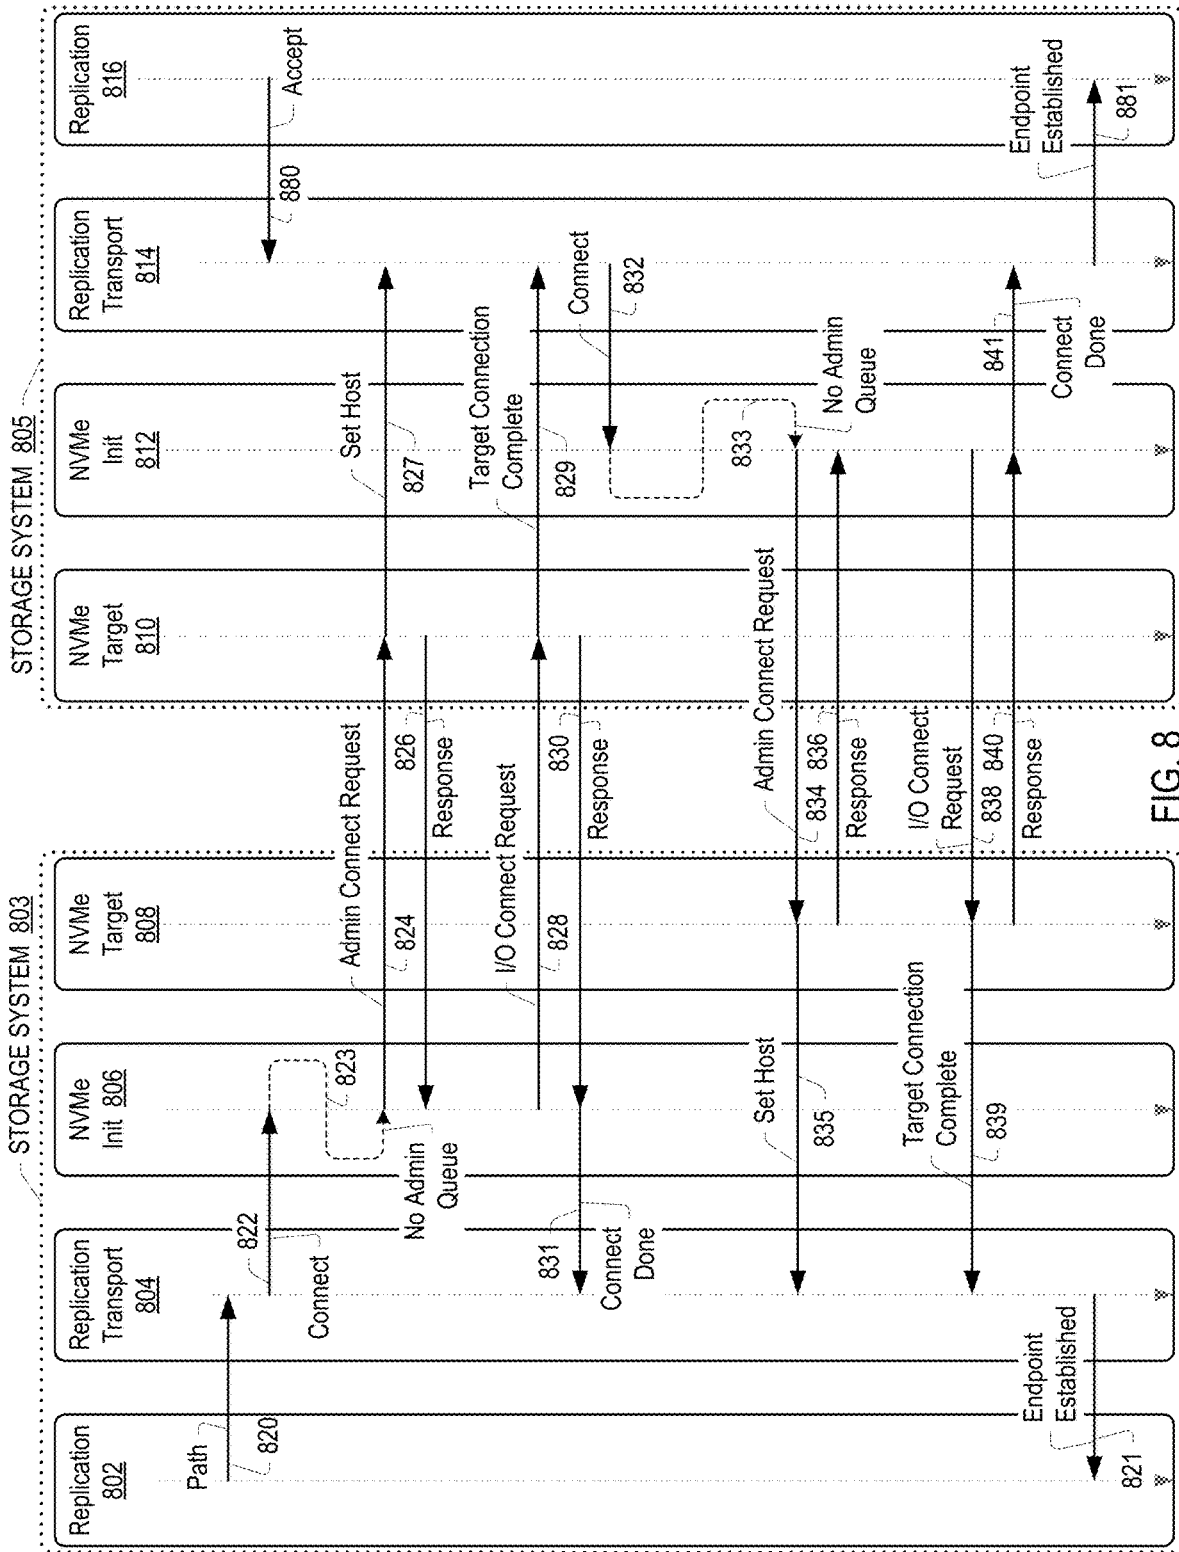 STORAGE SYSTEM 803
STORAGE SYSTEM 805
Replication
802
Replication
Transport
804
NVMe
Init 806
NVMe
Target
808
NVMe
Target
810
NVMe
Init
812
Replication
Transport
814
Replication
816
Path
820
822
Connect
823
No Admin
Queue
880
Accept
Admin Connect Request
824
826
Response
Set Host
827
I/O Connect Request
828
830
Response
Target Connection
Complete
829
831
Connect
Done
Connect
832
833
No Admin
Queue
Admin Connect Request
834
836
Response
Set Host
835
I/O Connect
Request
838
840
Response
Target Connection
Complete
839
841
Connect
Done
Endpoint
Established
821
Endpoint
Established
881
FIG. 8